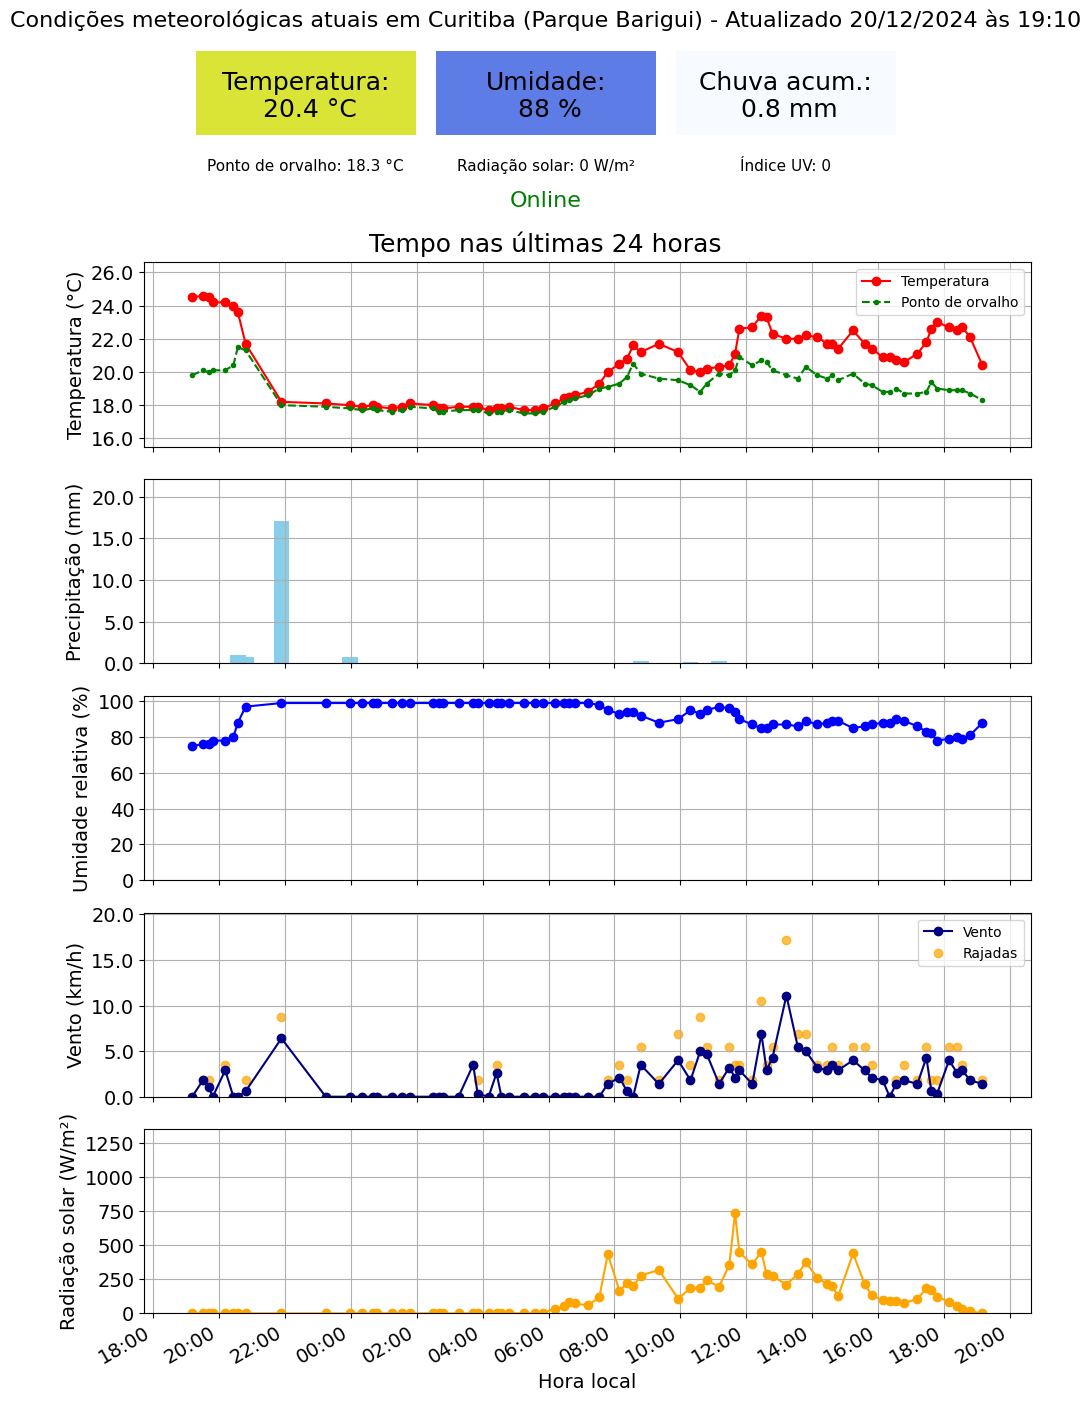 Condições meteorológicas atuais em Curitiba (Parque Barigui) - Atualizado 20/12/2024 às 19:10
Temperatura:
20.4 °C
Umidade:
88 %
Chuva acum.:
0.8 mm
Ponto de orvalho: 18.3 °C
Radiação solar: 0 W/m²
Índice UV: 0
Online
Tempo nas últimas 24 horas
Temperatura (°C)
26.0
24.0
22.0
20.0
18.0
16.0
Temperatura
Ponto de orvalho
Precipitação (mm)
20.0
15.0
10.0
5.0
0.0
Umidade relativa (%)
100
80
60
40
20
0
Vento (km/h)
20.0
15.0
10.0
5.0
0.0
Vento
Rajadas
Radiação solar (W/m²)
1250
1000
750
500
250
0
18:00
20:00
22:00
00:00
02:00
04:00
06:00
08:00
10:00
12:00
14:00
16:00
18:00
20:00
Hora local